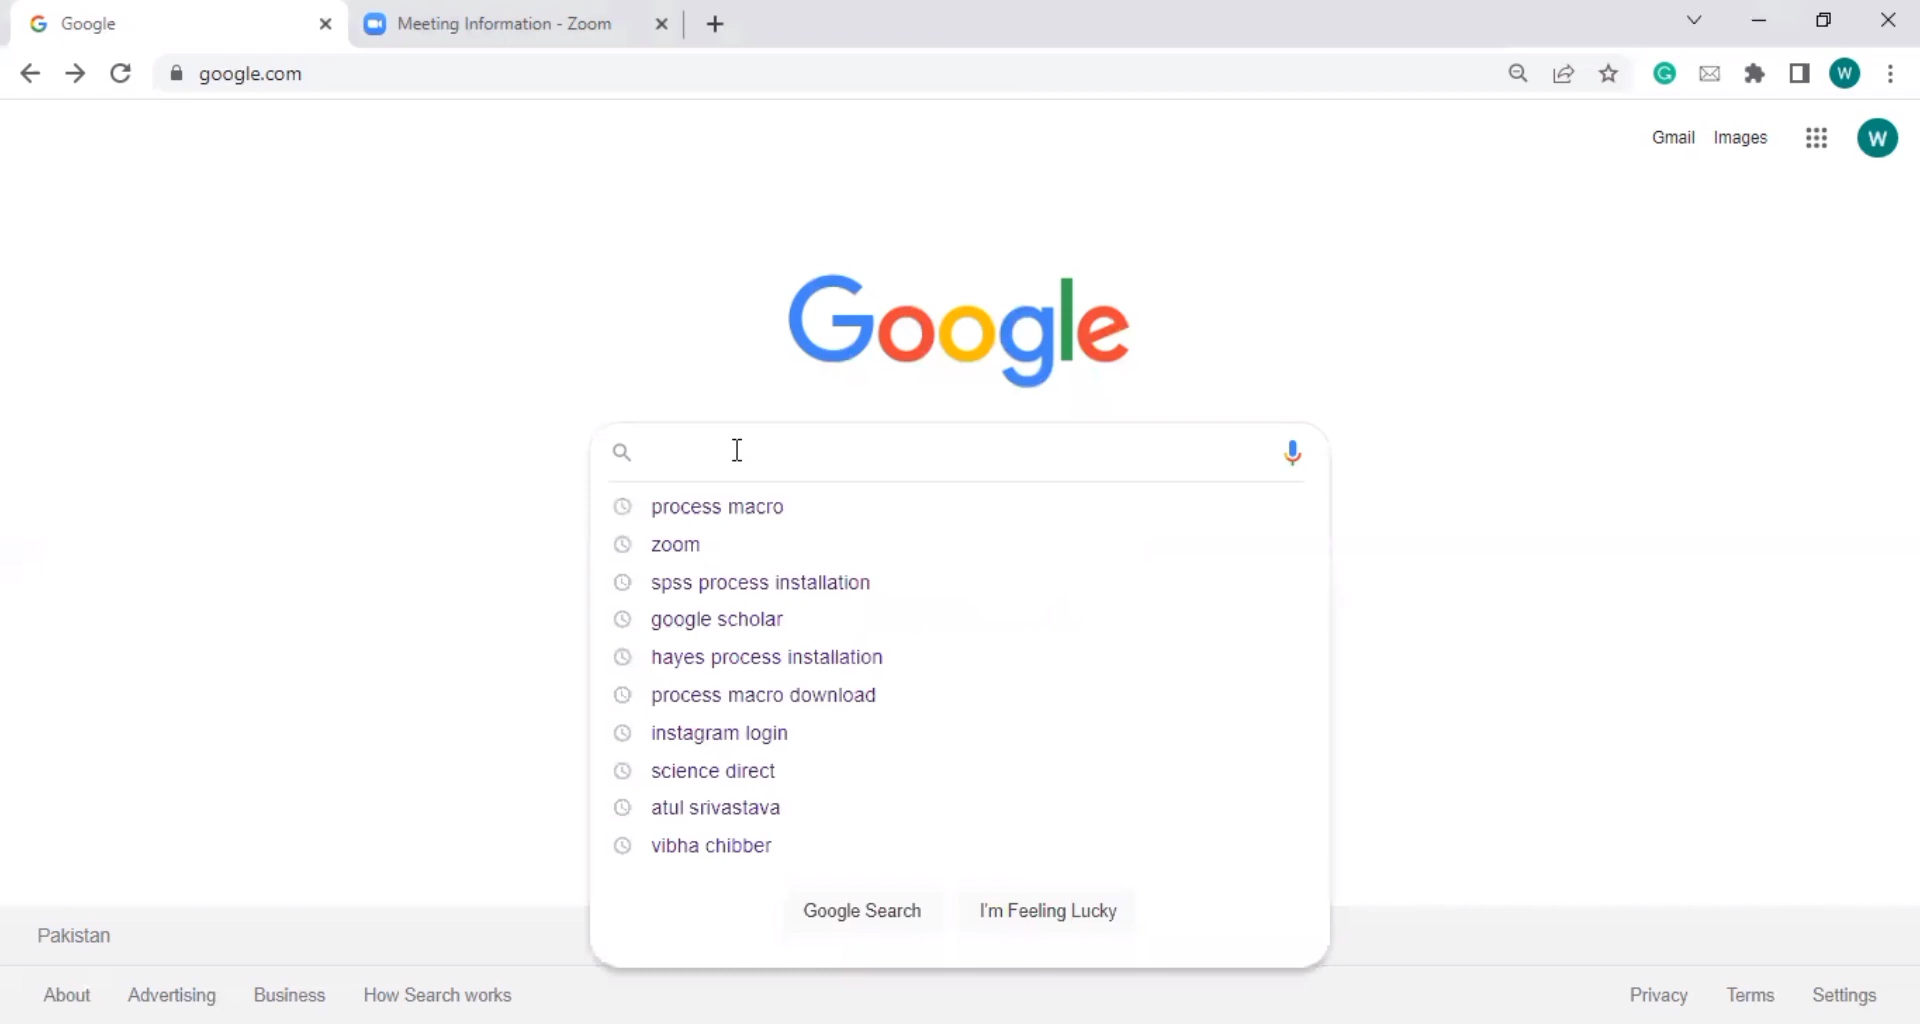 Google
Meeting Information - Zoom
google.com
W
Gmail
Images
W
Google
process macro
zoom
spss process installation
google scholar
hayes process installation
process macro download
instagram login
science direct
atul srivastava
vibha chibber
Google Search
I'm Feeling Lucky
Pakistan
About
Advertising
Business
How Search works
Privacy
Terms
Settings